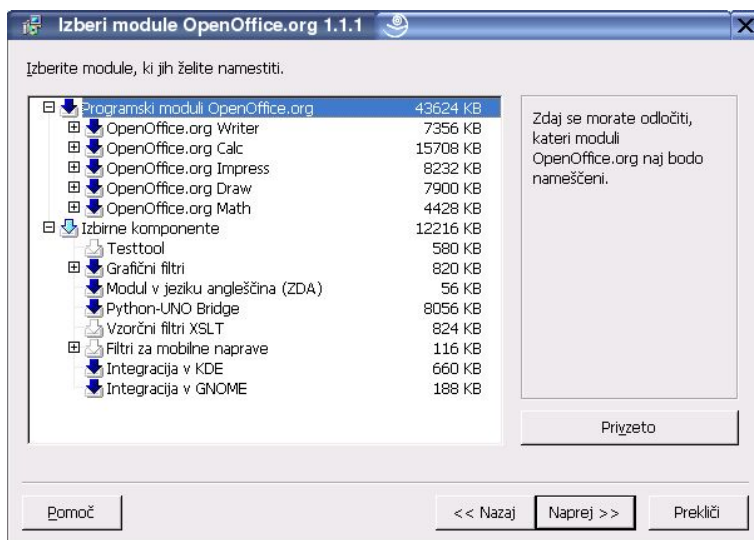 Izberi module OpenOffice.org 1.1.1
Izberite module, ki jih želite namestiti.
Programski moduli OpenOffice.org 43624 KB
OpenOffice.org Writer 7356 KB
OpenOffice.org Calc 15708 KB
OpenOffice.org Impress 8232 KB
OpenOffice.org Draw 7900 KB
OpenOffice.org Math 4428 KB
Izbirne komponente 12216 KB
Testtool 580 KB
Grafični filtri 820 KB
Modul v jeziku angleščina (ZDA) 56 KB
Python-UNO Bridge 8056 KB
Vzorčni filtri XSLT 824 KB
Filtri za mobilne naprave 116 KB
Integracija v KDE 660 KB
Integracija v GNOME 188 KB
Zdaj se morate odločiti,
kateri moduli
OpenOffice.org naj bodo
nameščeni.
Privzeto
Pomoč
<< Nazaj
Naprej >>
Prekliči